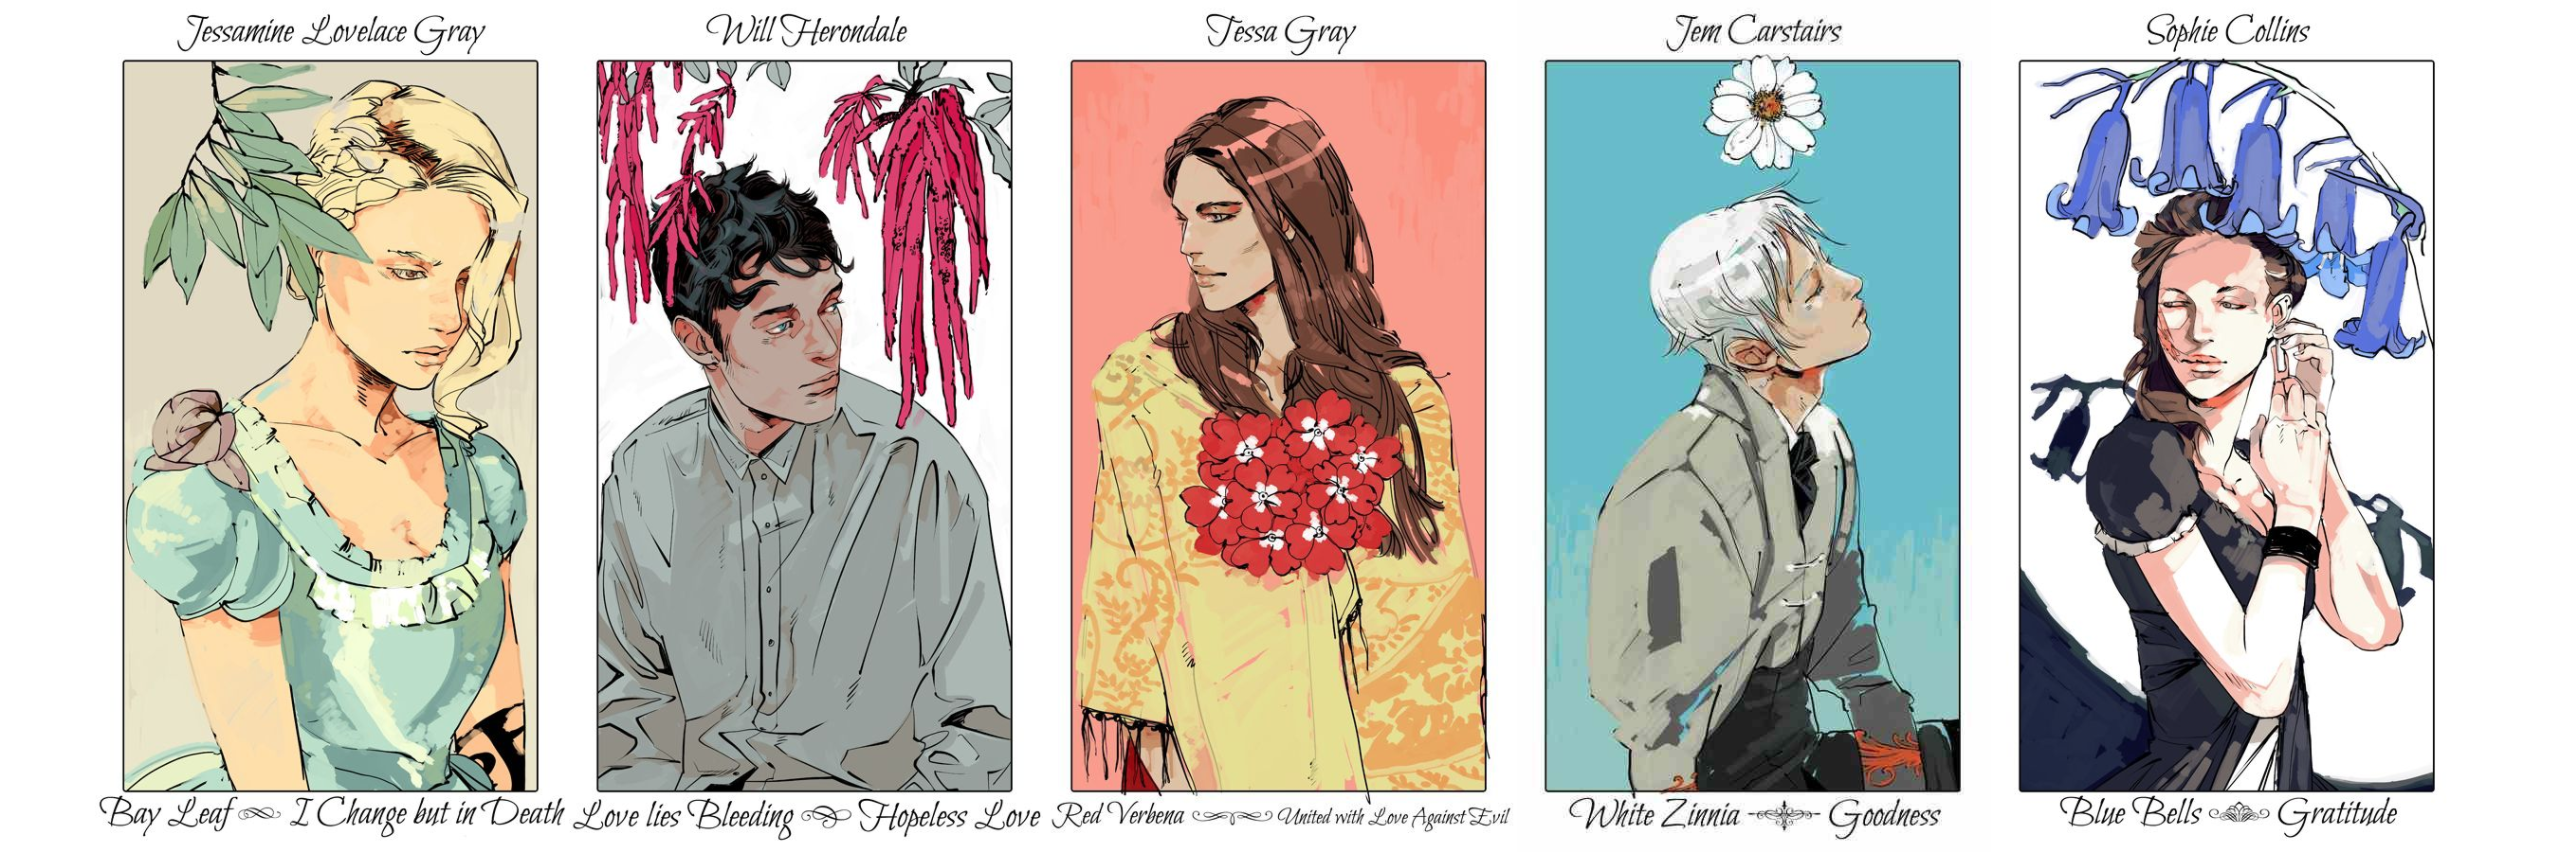 Jessamine Lovelace Gray
Will Herondale
Tessa Gray
Jem Carstairs
Sophie Collins
Bay Leaf I Change but in Death
Love lies Bleeding Hopeless Love
Red Verbena United with Love Against Evil
White Zinnia Goodness
Blue Bells Gratitude